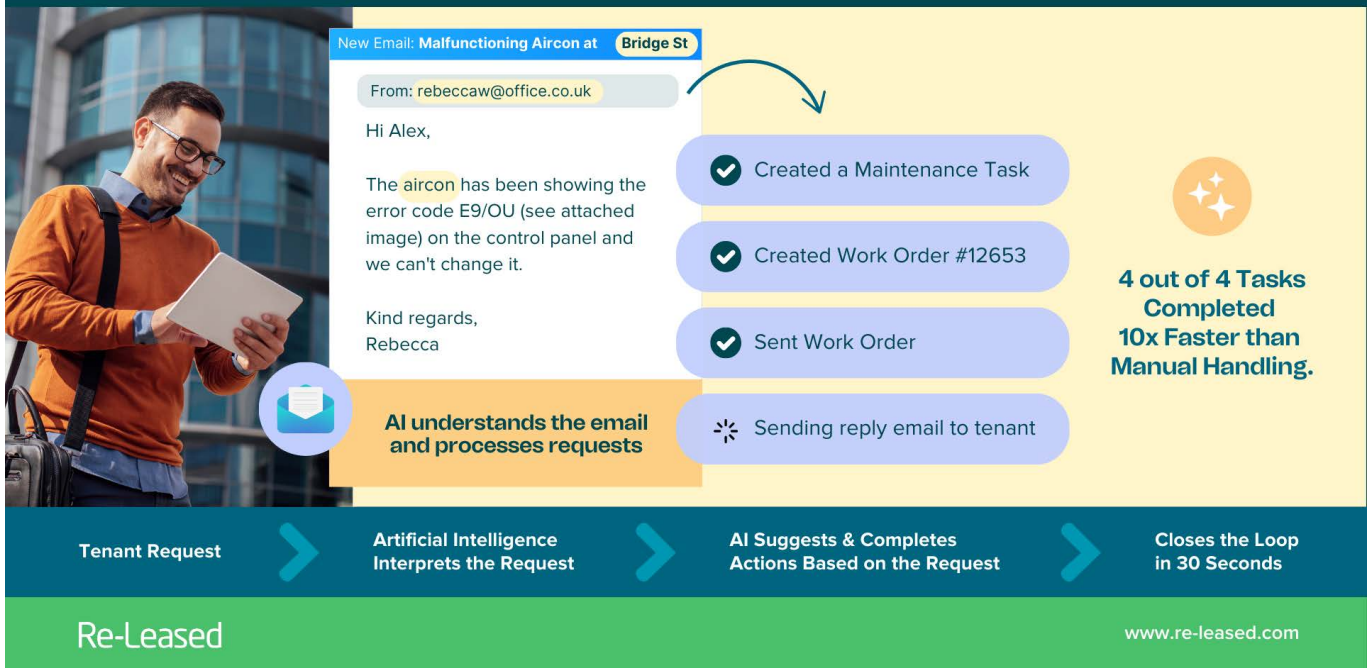 New Email: Malfunctioning Aircon at Bridge St
From: rebeccaw@office.co.uk
Hi Alex,
The aircon has been showing the
error code E9/OU (see attached
image) on the control panel and
we can't change it.
Kind regards,
Rebecca
AI understands the email
and processes requests
Created a Maintenance Task
Created Work Order #12653
Sent Work Order
Sending reply email to tenant
4 out of 4 Tasks
Completed
10x Faster than
Manual Handling.
Tenant Request
Artificial Intelligence
Interprets the Request
AI Suggests & Completes
Actions Based on the Request
Closes the Loop
in 30 Seconds
Re-Leased
www.re-leased.com